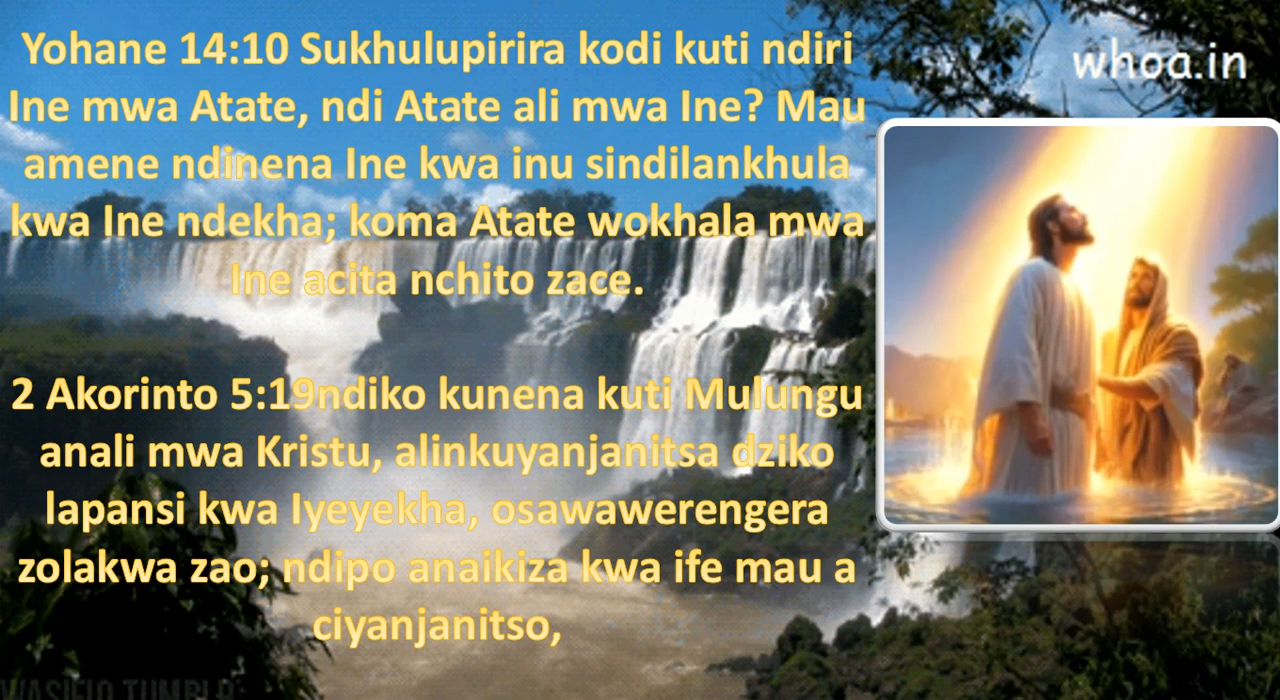 Yohane 14:10 Sukhulupirira kodi kuti ndiri
Ine mwa Atate, ndi Atate ali mwa Ine? Mau
amene ndinena Ine kwa inu sindilankhula
kwa Ine ndekha; koma Atate wokhala mwa
Ine acita nchito zace.
2 Akorinto 5:19ndiko kunena kuti Mulungu
anali mwa Kristu, alinkuyanjanitsa dziko
lapansi kwa Iyeyekha, osawawerengera
zolakwa zao; ndipo anaikiza kwa ife mau a
ciyanjanitso,
whoa.in
WASIFIO TUMBLR